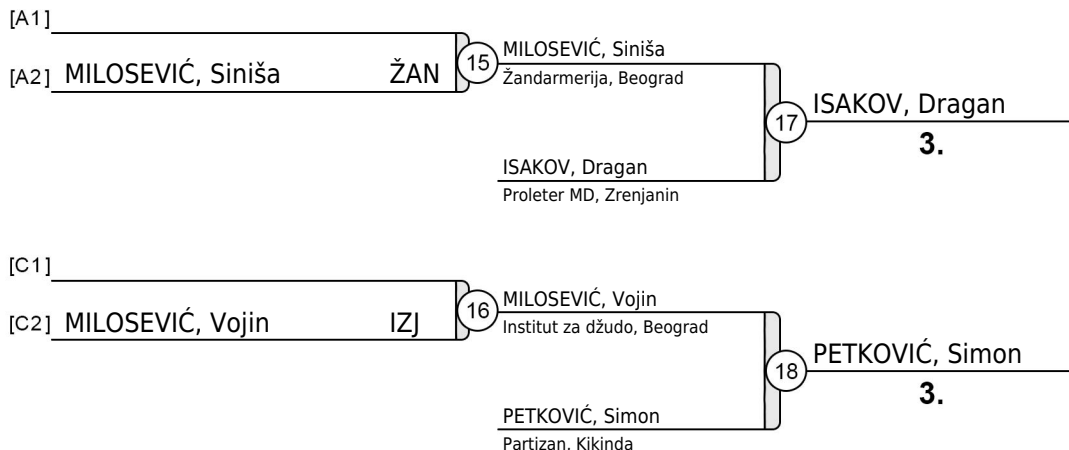 [A1]
[A2] MILOSEVIĆ, Siniša ŽAN
15
MILOSEVIĆ, Siniša
Žandarmerija, Beograd
17
ISAKOV, Dragan
3.
ISAKOV, Dragan
Proleter MD, Zrenjanin
[C1]
[C2] MILOSEVIĆ, Vojin IZJ
16
MILOSEVIĆ, Vojin
Institut za džudo, Beograd
18
PETKOVIĆ, Simon
3.
PETKOVIĆ, Simon
Partizan, Kikinda